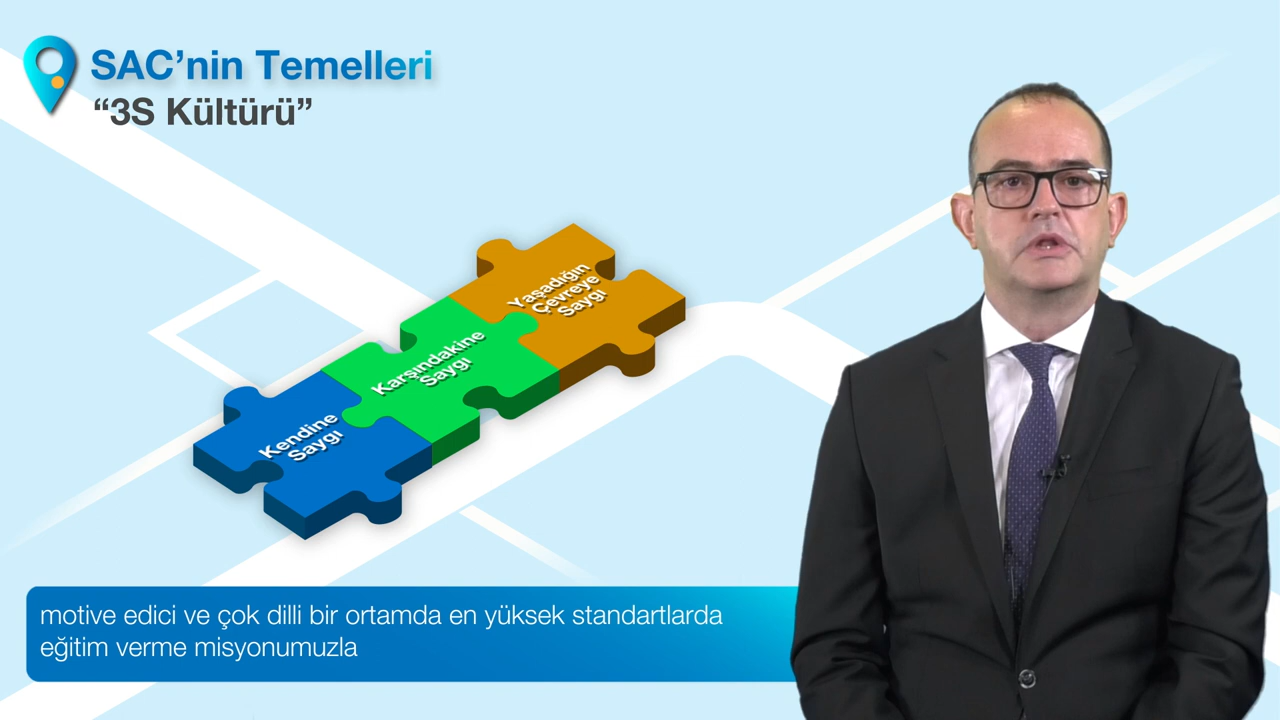 SAC’nin Temelleri
“3S Kültürü”
Yaşadığın
Çevreye
Saygı
Karşındakine
Saygı
Kendine
Saygı
motive edici ve çok dilli bir ortamda en yüksek standartlarda
eğitim verme misyonumuzla